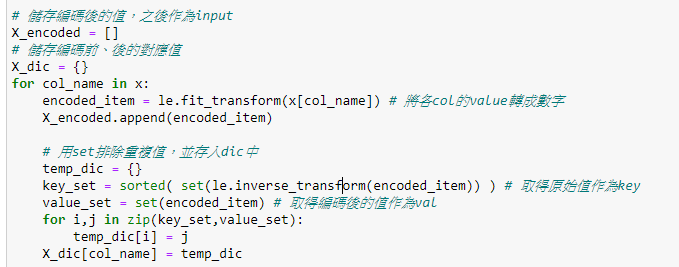 # 儲存編碼後的值，之後作為input
X_encoded = []
# 儲存編碼前、後的對應值
X_dic = {}
for col_name in x:
    encoded_item = le.fit_transform(x[col_name]) # 將各col的value轉成數字
    X_encoded.append(encoded_item)
    # 用set排除重複值，並存入dic中
    temp_dic = {}
    key_set = sorted( set(le.inverse_transform(encoded_item)) ) # 取得原始值作為key
    value_set = set(encoded_item) # 取得編碼後的值作為val
    for i,j in zip(key_set,value_set):
        temp_dic[i] = j
    X_dic[col_name] = temp_dic